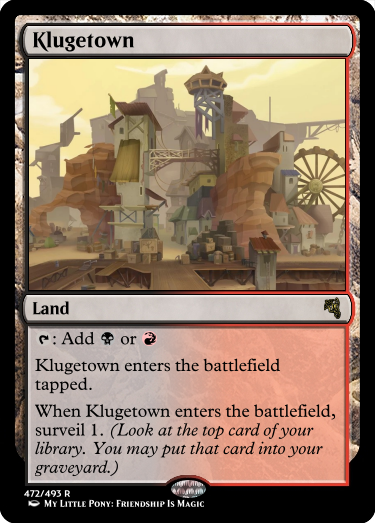 Klugetown
Land
: Add or
Klugetown enters the battlefield
tapped.
When Klugetown enters the battlefield,
surveil 1. (Look at the top card of your
library. You may put that card into your
graveyard.)
472/493 R
My Little Pony: Friendship Is Magic